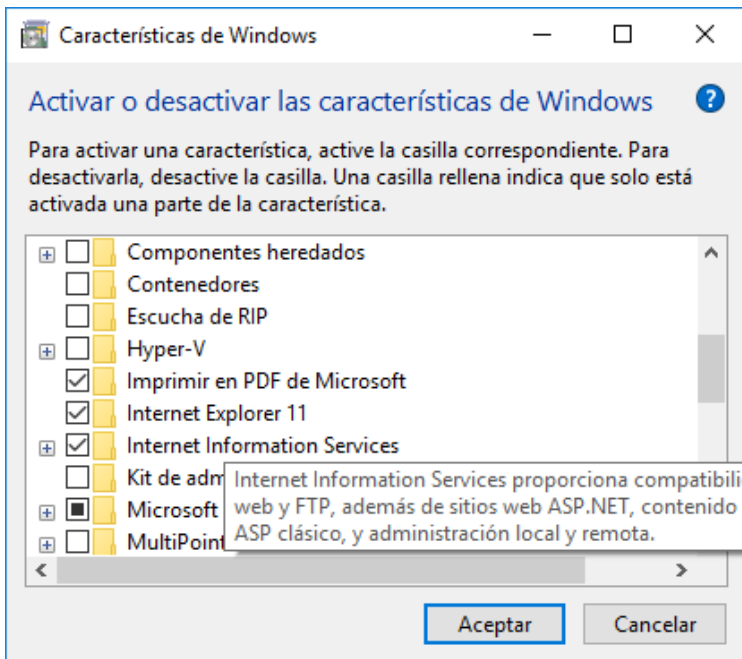 Características de Windows
Activar o desactivar las características de Windows
Para activar una característica, active la casilla correspondiente. Para
desactivarla, desactive la casilla. Una casilla rellena indica que solo está
activada una parte de la característica.
Componentes heredados
Contenedores
Escucha de RIP
Hyper-V
Imprimir en PDF de Microsoft
Internet Explorer 11
Internet Information Services
Kit de adm
Internet Information Services proporciona compatibili
Microsoft
web y FTP, además de sitios web ASP.NET, contenido
MultiPoint
ASP clásico, y administración local y remota.
Aceptar
Cancelar